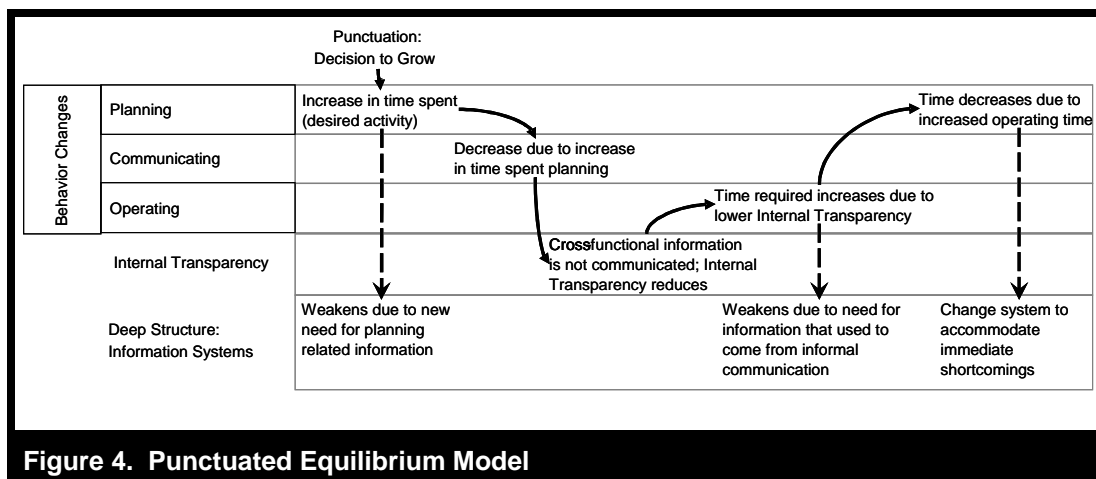 Punctuation:
Decision to Grow
Behavior Changes
Planning
Increase in time spent
(desired activity)
Time decreases due to
increased operating time
Communicating
Decrease due to increase
in time spent planning
Operating
Time required increases due to
lower Internal Transparency
Internal Transparency
Crossfunctional information
is not communicated; Internal
Transparency reduces
Deep Structure:
Information Systems
Weakens due to new
need for planning
related information
Weakens due to need for
information that used to
come from informal
communication
Change system to
accommodate
immediate
shortcomings
Figure 4. Punctuated Equilibrium Model